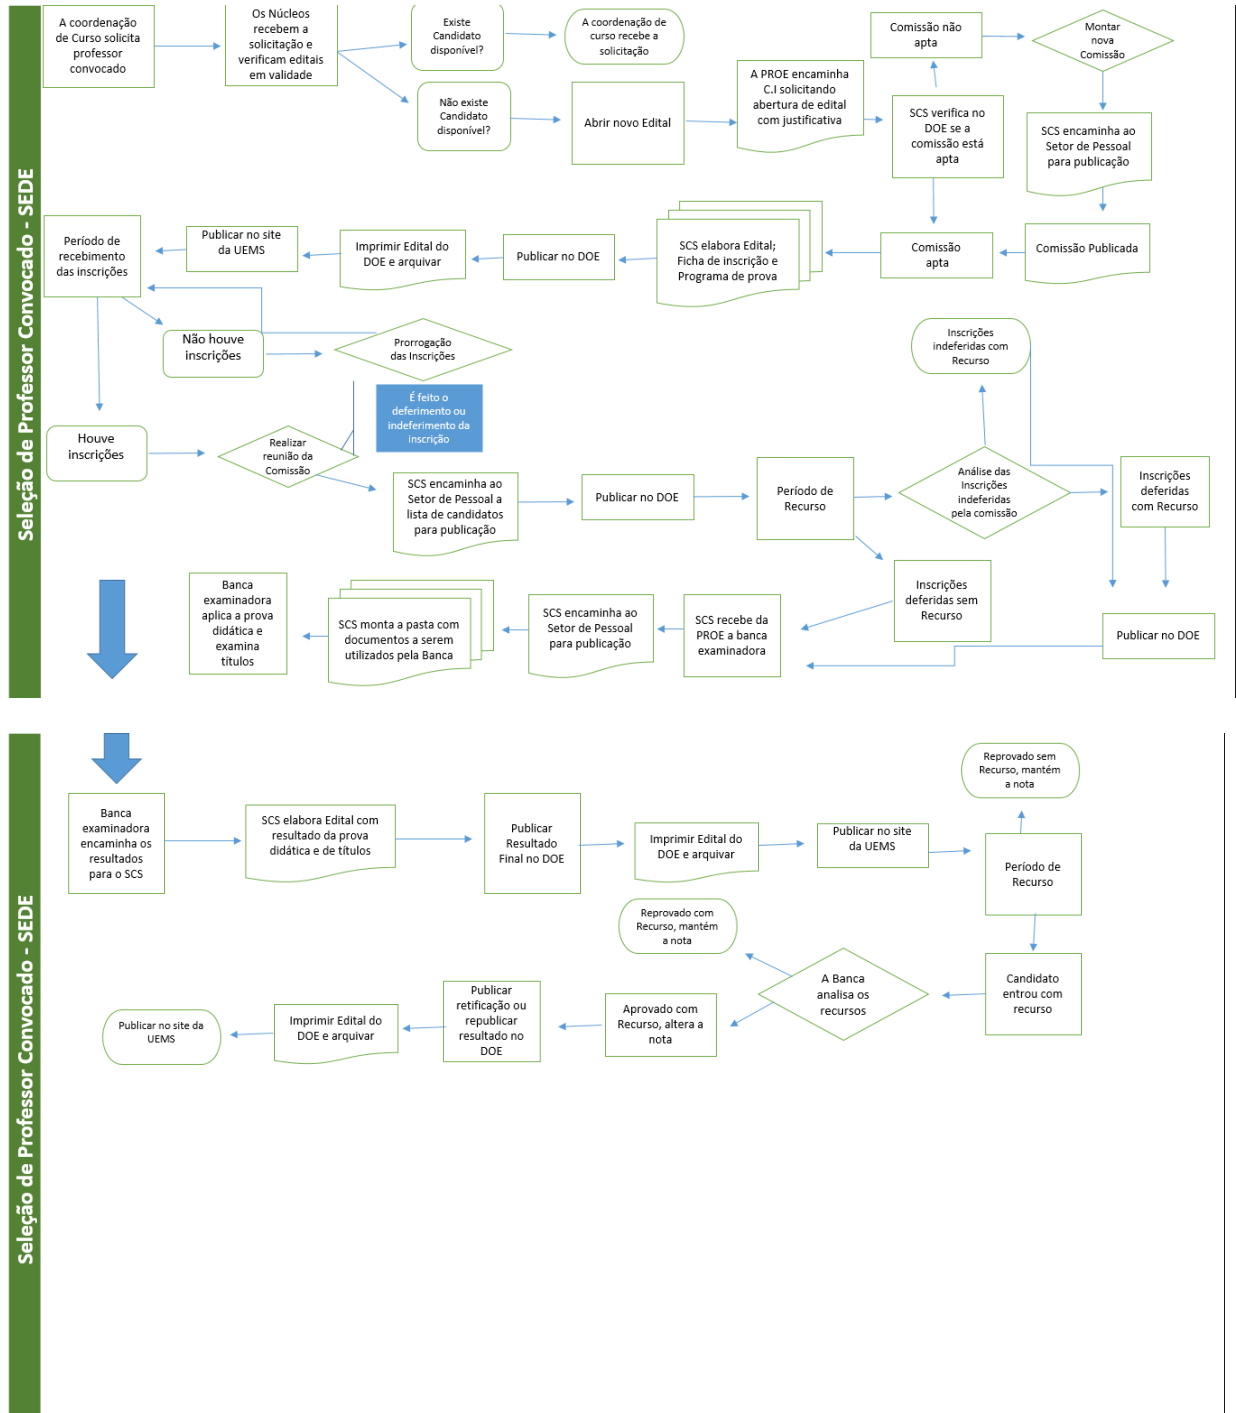 Seleção de Professor Convocado - SEDE
A coordenação
de Curso solicita
professor
convocado
Os Núcleos
recebem a
solicitação e
verificam editais
em validade
Existe
Candidato
disponível?
A coordenação de
curso recebe a
solicitação
Não existe
Candidato
disponível?
Abrir novo Edital
A PROE encaminha
C.I solicitando
abertura de edital
com justificativa
Comissão não
apta
Montar
nova
Comissão
SCS verifica no
DOE se a
comissão está
apta
SCS encaminha ao
Setor de Pessoal
para publicação
Comissão Publicada
Comissão
apta
SCS elabora Edital;
Ficha de inscrição e
Programa de prova
Publicar no DOE
Imprimir Edital do
DOE e arquivar
Publicar no site
da UEMS
Período de
recebimento
das inscrições
Não houve
inscrições
Prorrogação
das Inscrições
Inscrições
indeferidas com
Recurso
É feito o
deferimento ou
indeferimento da
inscrição
Houve
inscrições
Realizar
reunião da
Comissão
SCS encaminha ao
Setor de Pessoal a
lista de candidatos
para publicação
Publicar no DOE
Período de
Recurso
Análise das
Inscrições
indeferidas
pela comissão
Inscrições
deferidas
com Recurso
Inscrições
deferidas sem
Recurso
Publicar no DOE
SCS recebe da
PROE a banca
examinadora
SCS encaminha ao
Setor de Pessoal
para publicação
SCS monta a pasta com
documentos a serem
utilizados pela Banca
Banca
examinadora
aplica a prova
didática e
examina
títulos
Seleção de Professor Convocado - SEDE
Banca
examinadora
encaminha os
resultados
para o SCS
SCS elabora Edital com
resultado da prova
didática e de títulos
Publicar
Resultado
Final no DOE
Imprimir Edital do
DOE e arquivar
Publicar no site
da UEMS
Reprovado sem
Recurso, mantém
a nota
Período de
Recurso
Candidato
entrou com
recurso
A Banca
analisa os
recursos
Reprovado com
Recurso, mantém
a nota
Aprovado com
Recurso, altera a
nota
Publicar
retificação ou
republicar
resultado no
DOE
Imprimir Edital do
DOE e arquivar
Publicar no site da
UEMS